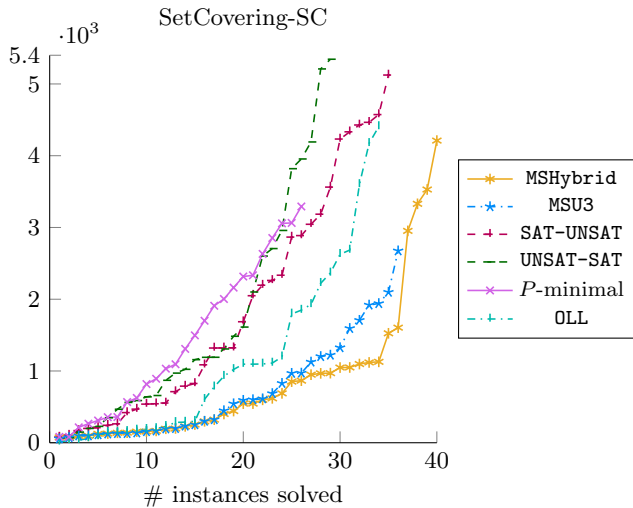 SetCovering-SC
·10³
5.4
5
4
3
2
1
0
0 10 20 30 40
# instances solved
MSHybrid
MSU3
SAT-UNSAT
UNSAT-SAT
P-minimal
OLL